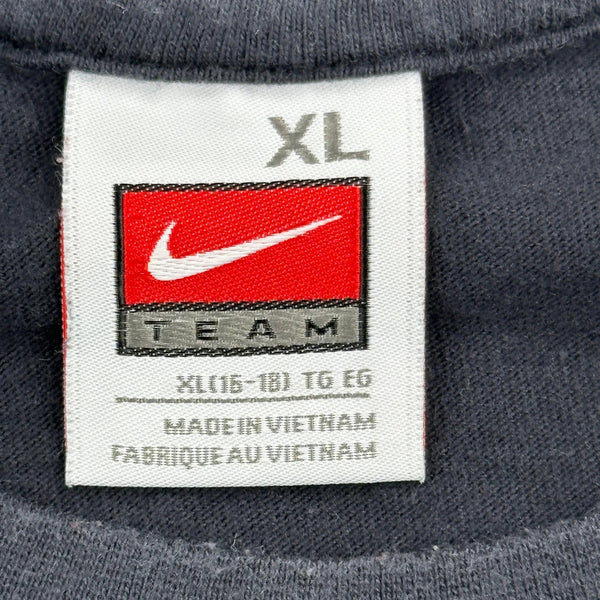 XL
TEAM
XL(16-18) TG EG
MADE IN VIETNAM
FABRIQUE AU VIETNAM